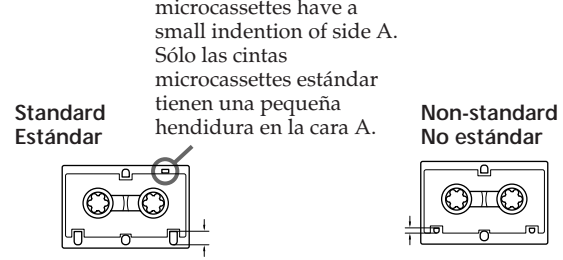 microcassettes have a
small indention of side A.
Sólo las cintas
microcassettes estándar
tienen una pequeña
hendidura en la cara A.
Standard
Estándar
Non-standard
No estándar